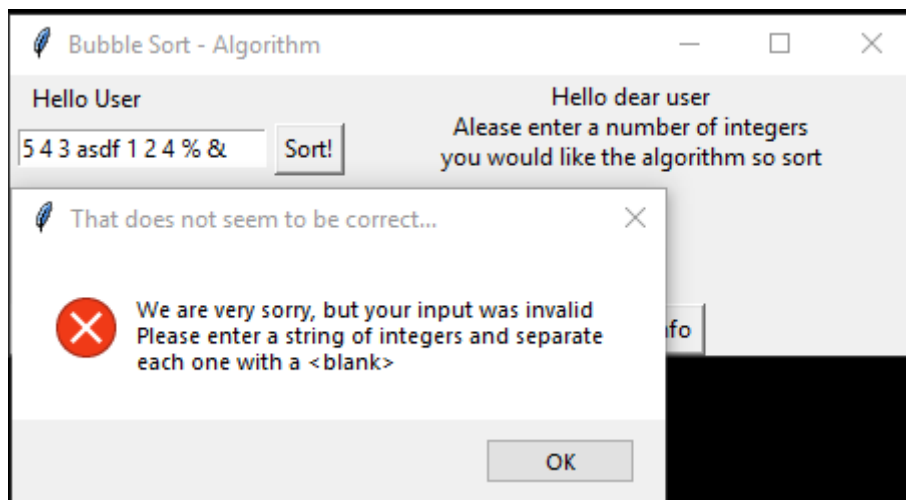 Bubble Sort - Algorithm
Hello User
Hello dear user
Alease enter a number of integers
you would like the algorithm so sort
5 4 3 asdf 1 2 4 % &
Sort!
That does not seem to be correct...
We are very sorry, but your input was invalid
Please enter a string of integers and separate
each one with a <blank>
OK